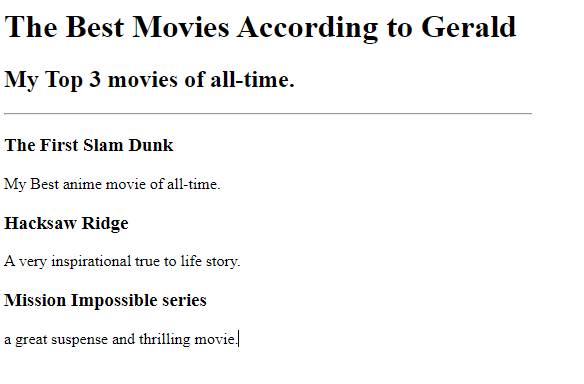 The Best Movies According to Gerald
My Top 3 movies of all-time.
The First Slam Dunk
My Best anime movie of all-time.
Hacksaw Ridge
A very inspirational true to life story.
Mission Impossible series
a great suspense and thrilling movie.